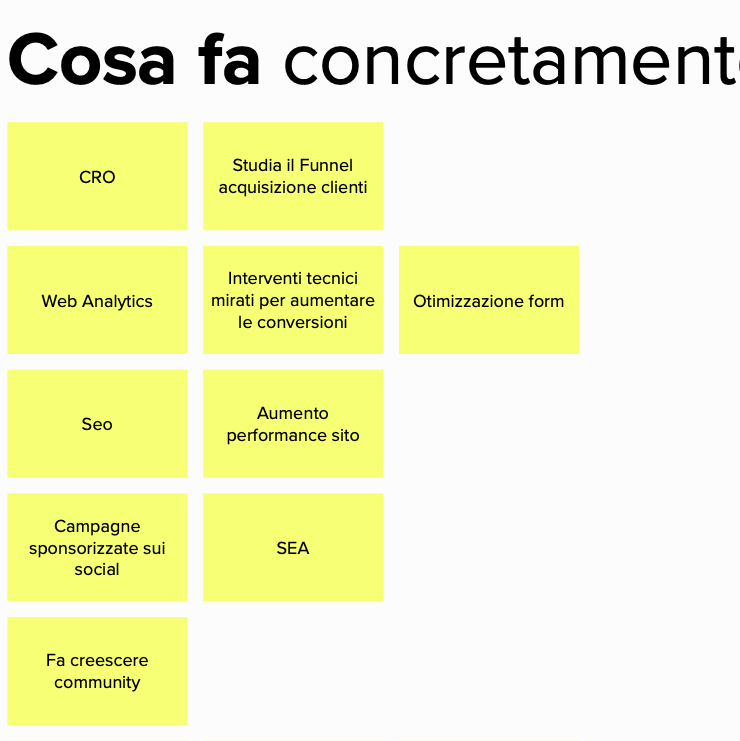 Cosa fa concretament
CRO
Studia il Funnel
acquisizione clienti
Web Analytics
Interventi tecnici
mirati per aumentare
le conversioni
Otimizzazione form
Seo
Aumento
performance sito
Campagne
sponsorizzate sui
social
SEA
Fa creescere
community